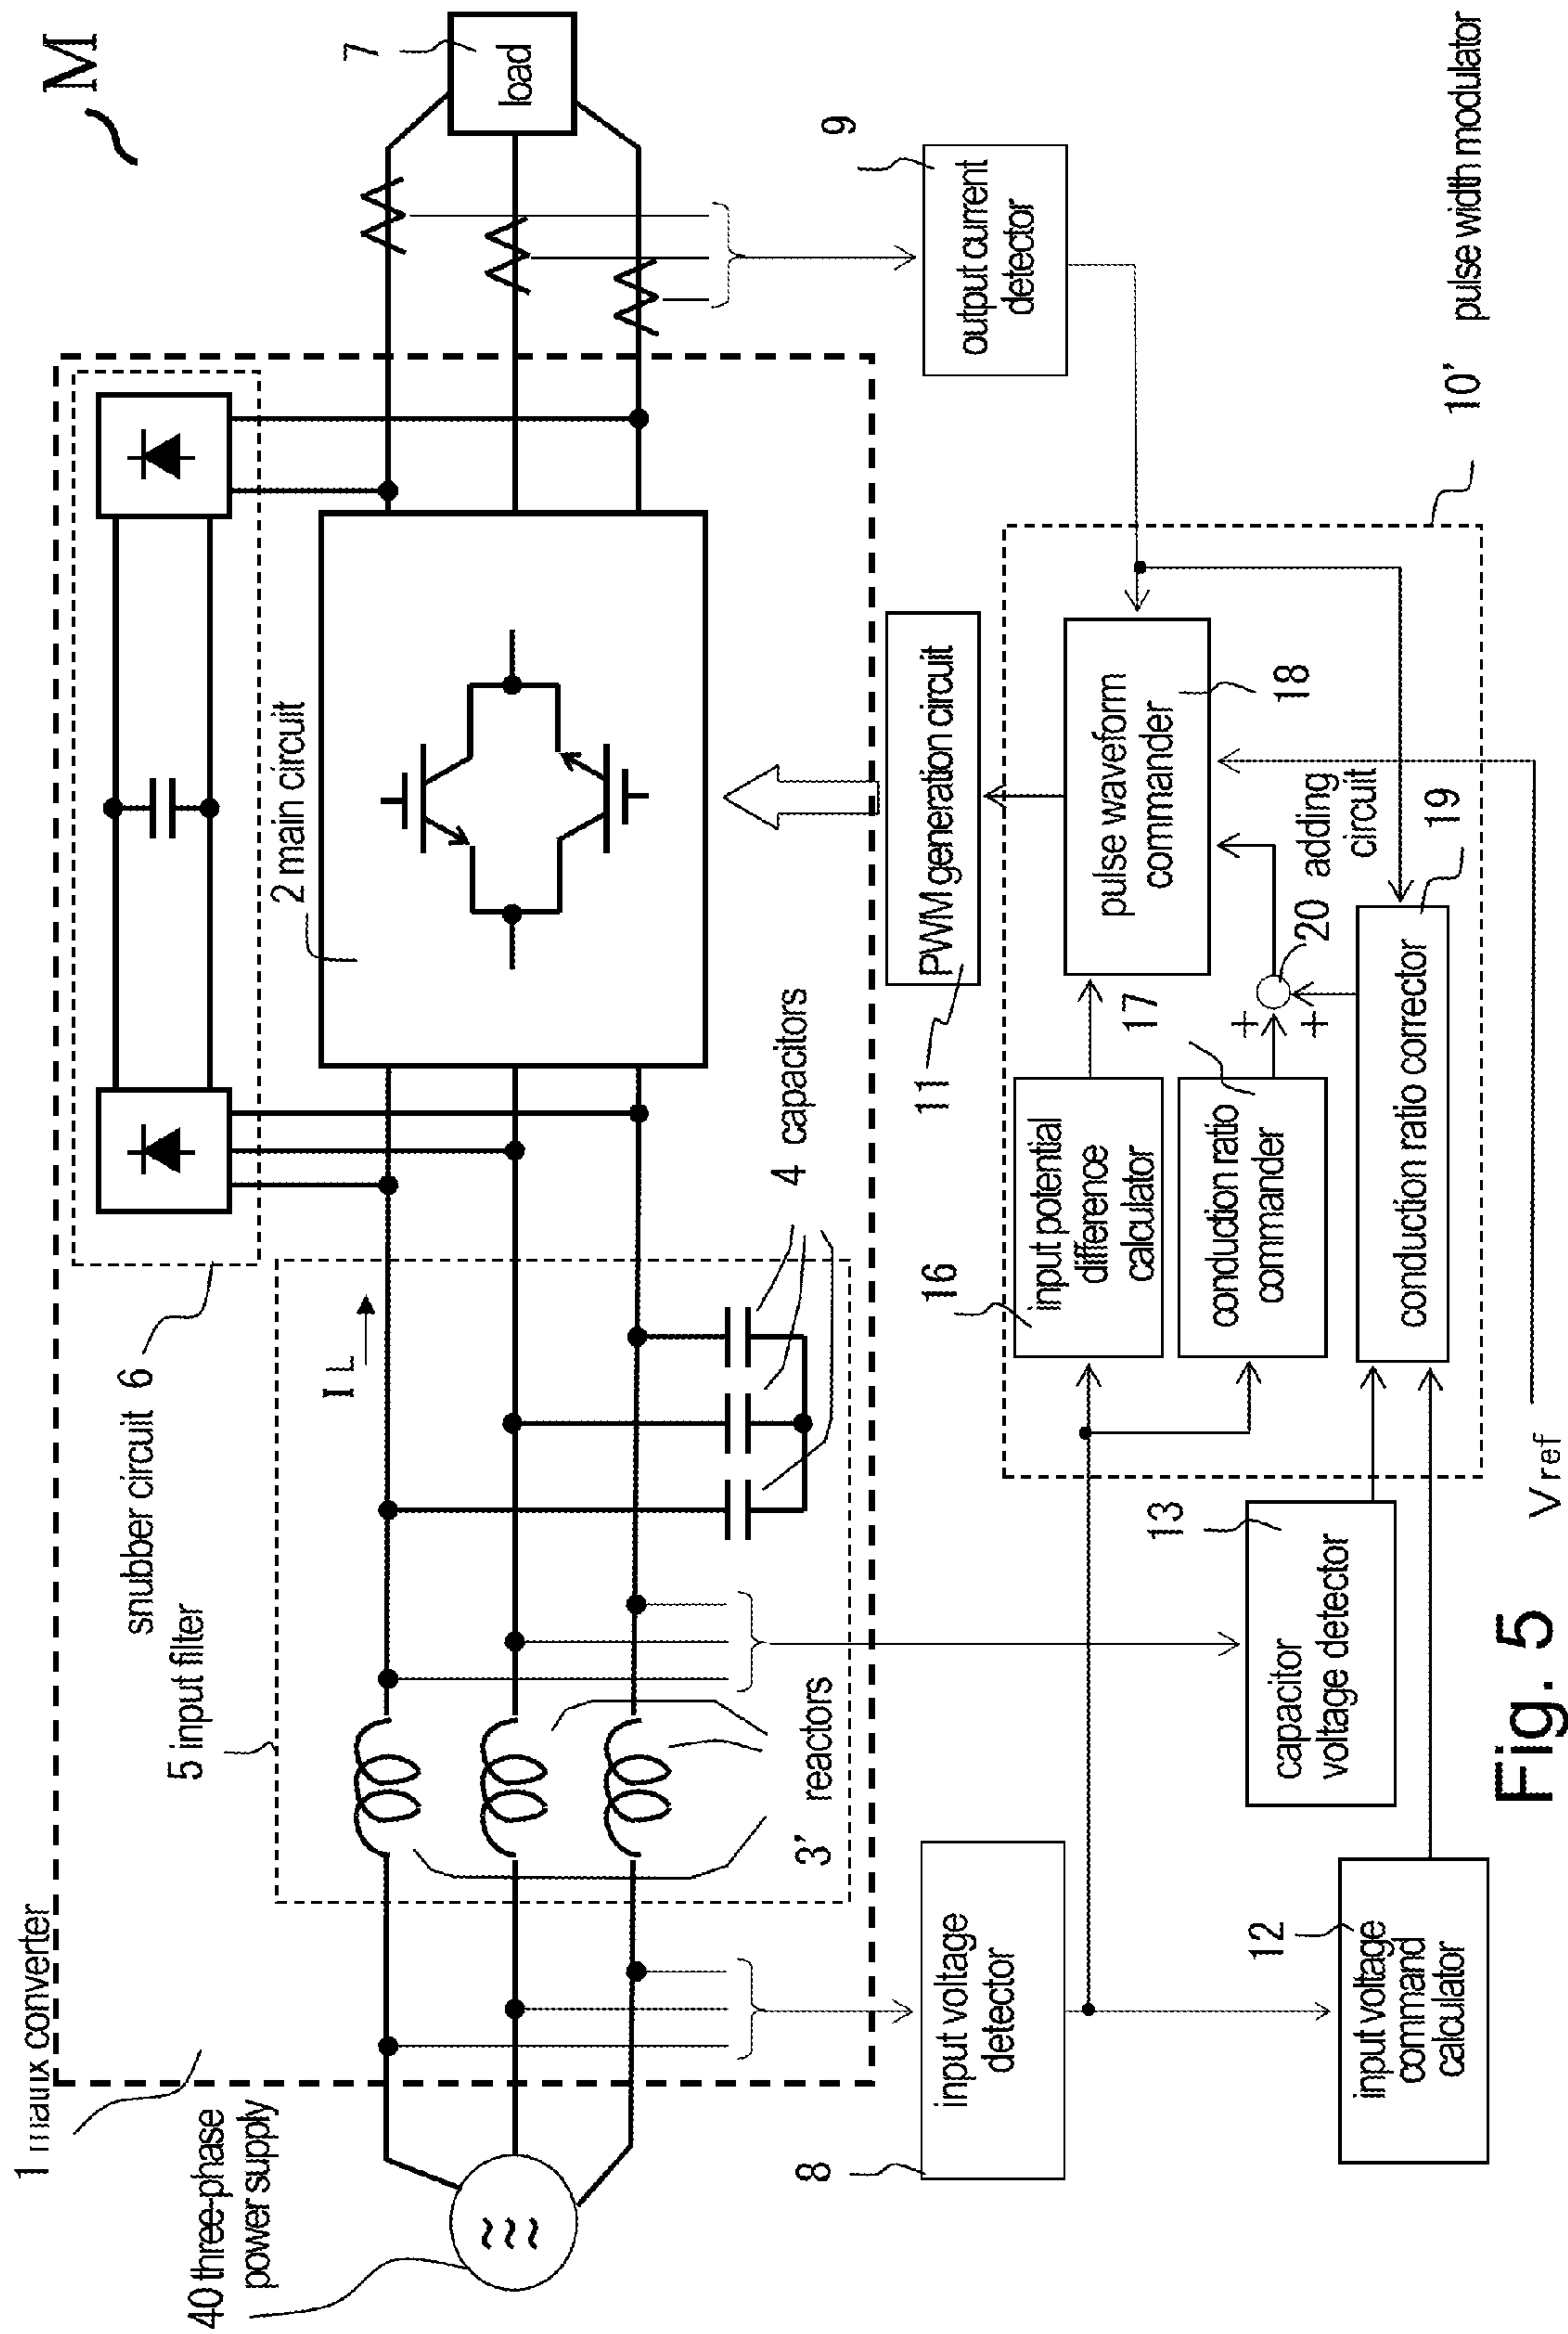 M
1 matrix converter
snubber circuit 6
5 input filter
2 main circuit
40 three-phase
power supply
I L
7
load
3' reactors
4 capacitors
8
input voltage
detector
11
PWM generation circuit
9
output current
detector
16
input potential
difference
calculator
17
conduction ratio
commander
pulse waveform
commander
18
20 adding
circuit
conduction ratio corrector
19
+
+
13
capacitor
voltage detector
12
input voltage
command
calculator
V ref
10' pulse width modulator
Fig. 5